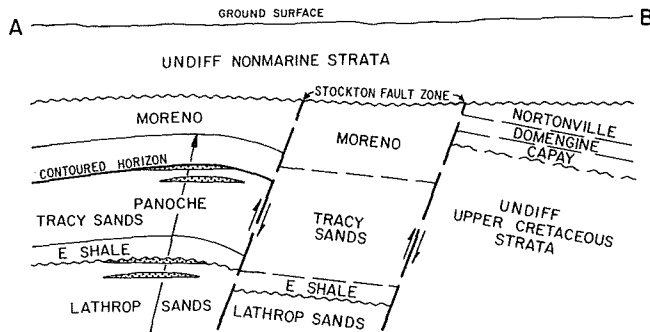 GROUND SURFACE
A
B
UNDIFF NONMARINE STRATA
STOCKTON FAULT ZONE
MORENO
MORENO
NORTONVILLE
DOMENGINE
CAPAY
CONTOURED HORIZON
PANOCHE
TRACY SANDS
TRACY
SANDS
UNDIFF
UPPER CRETACEOUS
STRATA
E SHALE
E SHALE
LATHROP SANDS
LATHROP SANDS